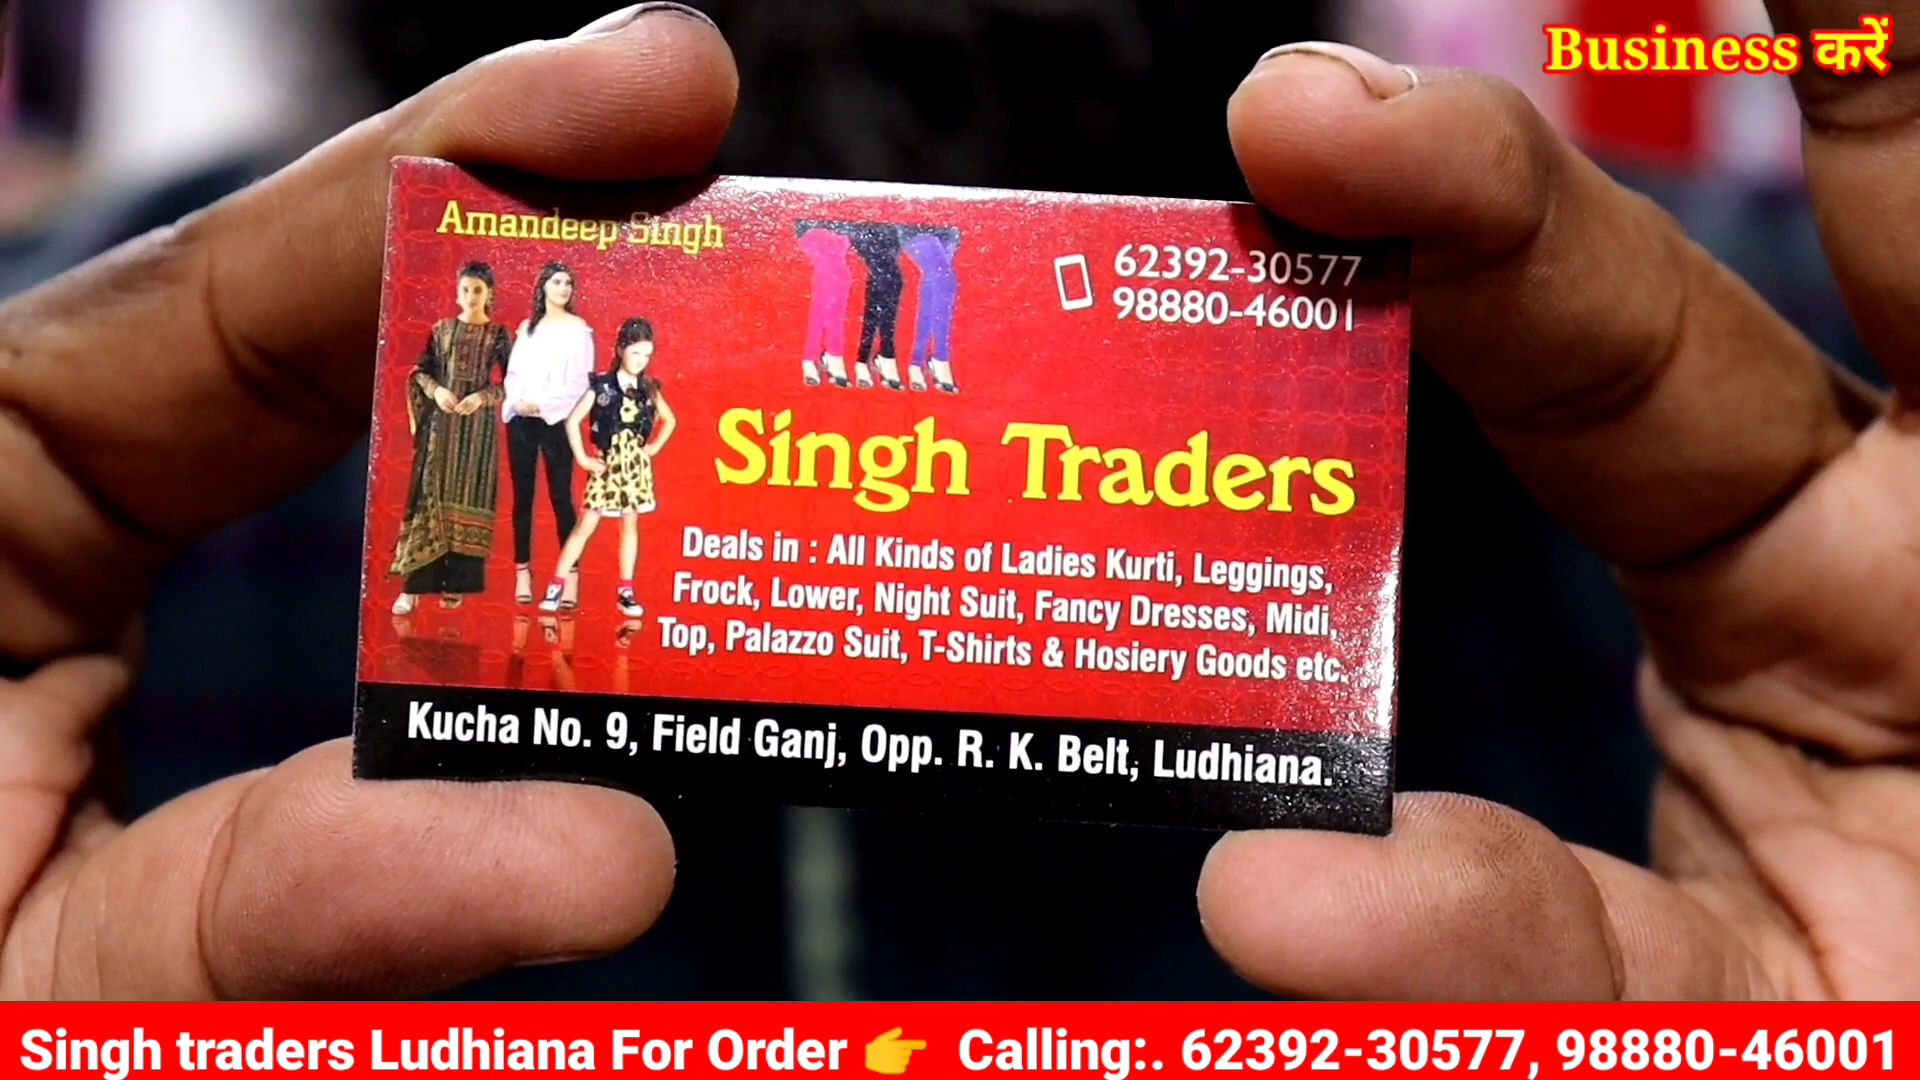 Business करें
Amandeep Singh
62392-30577
98880-46001
Singh Traders
Deals in : All Kinds of Ladies Kurti, Leggings,
Frock, Lower, Night Suit, Fancy Dresses, Midi,
Top, Palazzo Suit, T-Shirts & Hosiery Goods etc.
Kucha No. 9, Field Ganj, Opp. R. K. Belt, Ludhiana.
Singh traders Ludhiana For Order 👉 Calling:. 62392-30577, 98880-46001